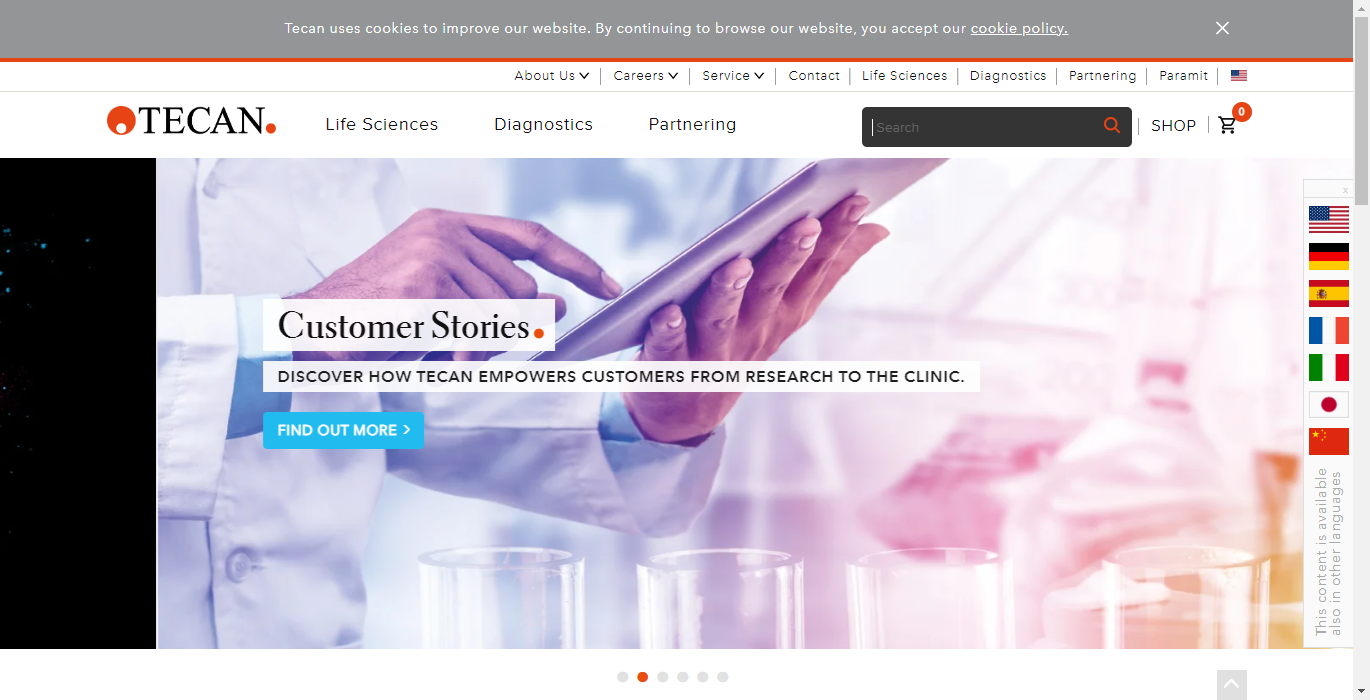 Tecan uses cookies to improve our website. By continuing to browse our website, you accept our cookie policy.
About Us
Careers
Service
Contact
Life Sciences
Diagnostics
Partnering
Paramit
TECAN.
Life Sciences
Diagnostics
Partnering
Search
SHOP
0
x
Customer Stories.
DISCOVER HOW TECAN EMPOWERS CUSTOMERS FROM RESEARCH TO THE CLINIC.
FIND OUT MORE >
This content is available
also in other languages